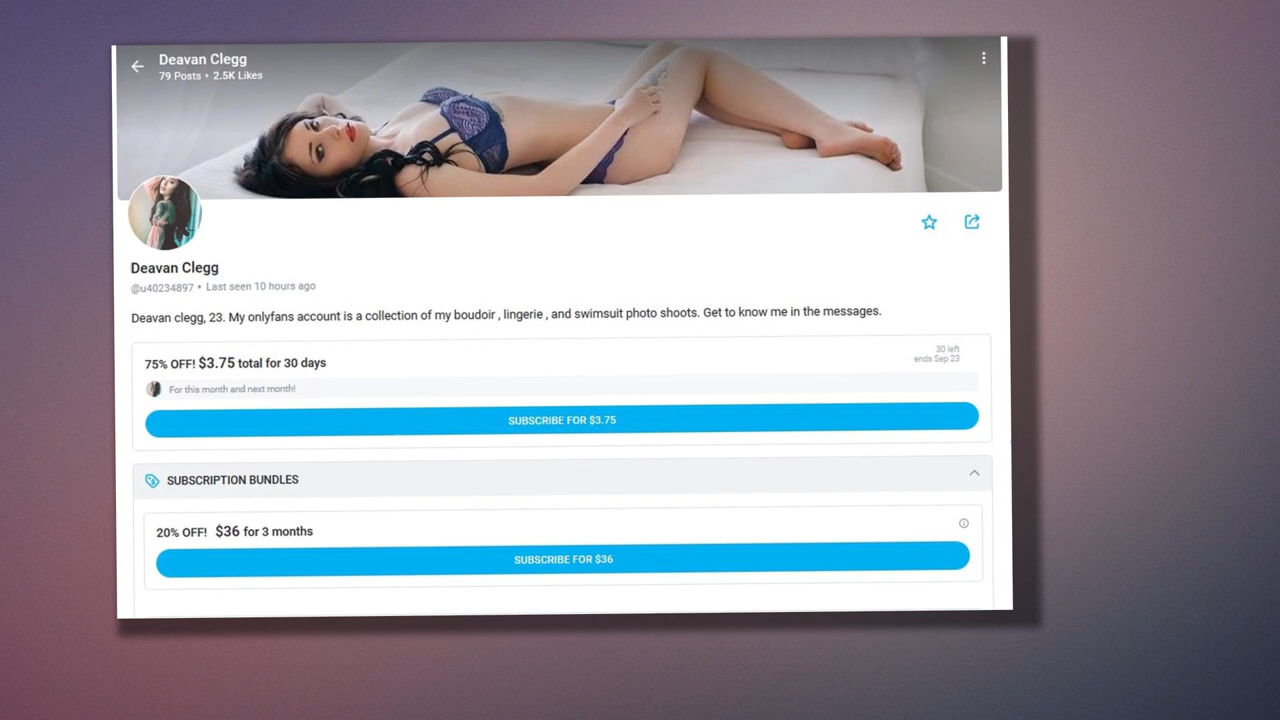 Deavan Clegg
79 Posts • 2.5K Likes
Deavan Clegg
@u40234897 • Last seen 10 hours ago
Deavan clegg, 23. My onlyfans account is a collection of my boudoir , lingerie , and swimsuit photo shoots. Get to know me in the messages.
75% OFF! $3.75 total for 30 days
30 left
ends Sep 23
For this month and next month!
SUBSCRIBE FOR $3.75
SUBSCRIPTION BUNDLES
20% OFF! $36 for 3 months
SUBSCRIBE FOR $36